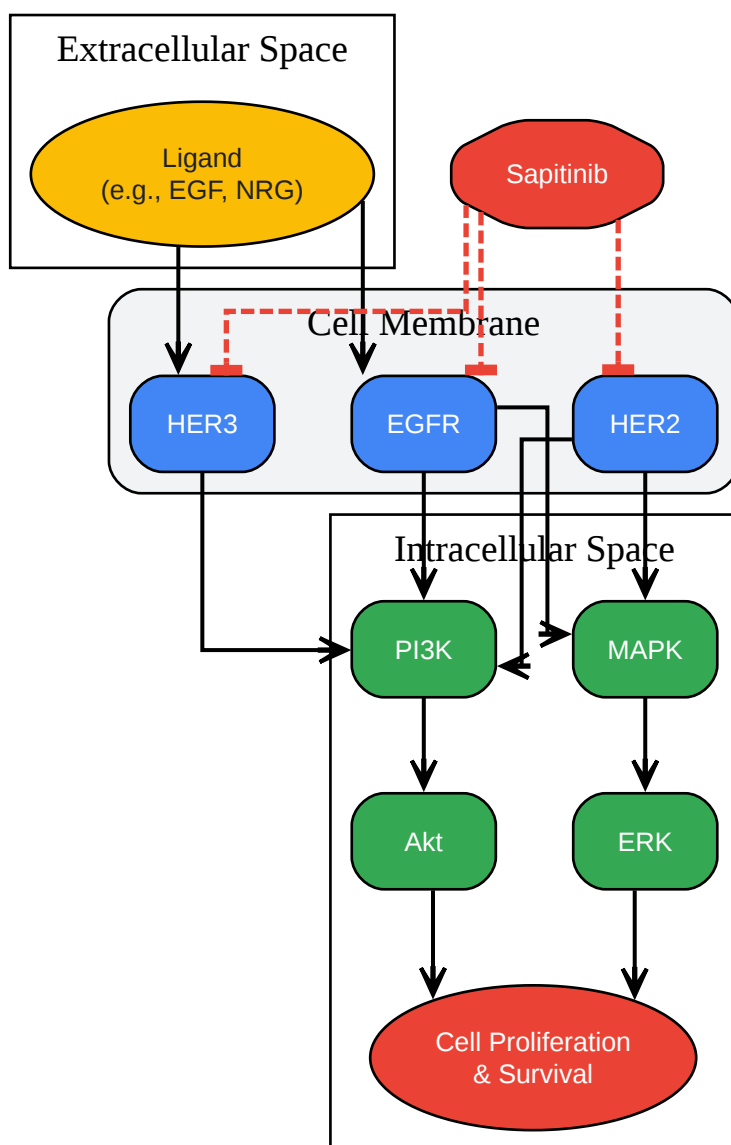 Extracellular Space
Ligand
(e.g., EGF, NRG)
Sapitinib
Cell Membrane
HER3
EGFR
HER2
Intracellular Space
PI3K
MAPK
Akt
ERK
Cell Proliferation
& Survival